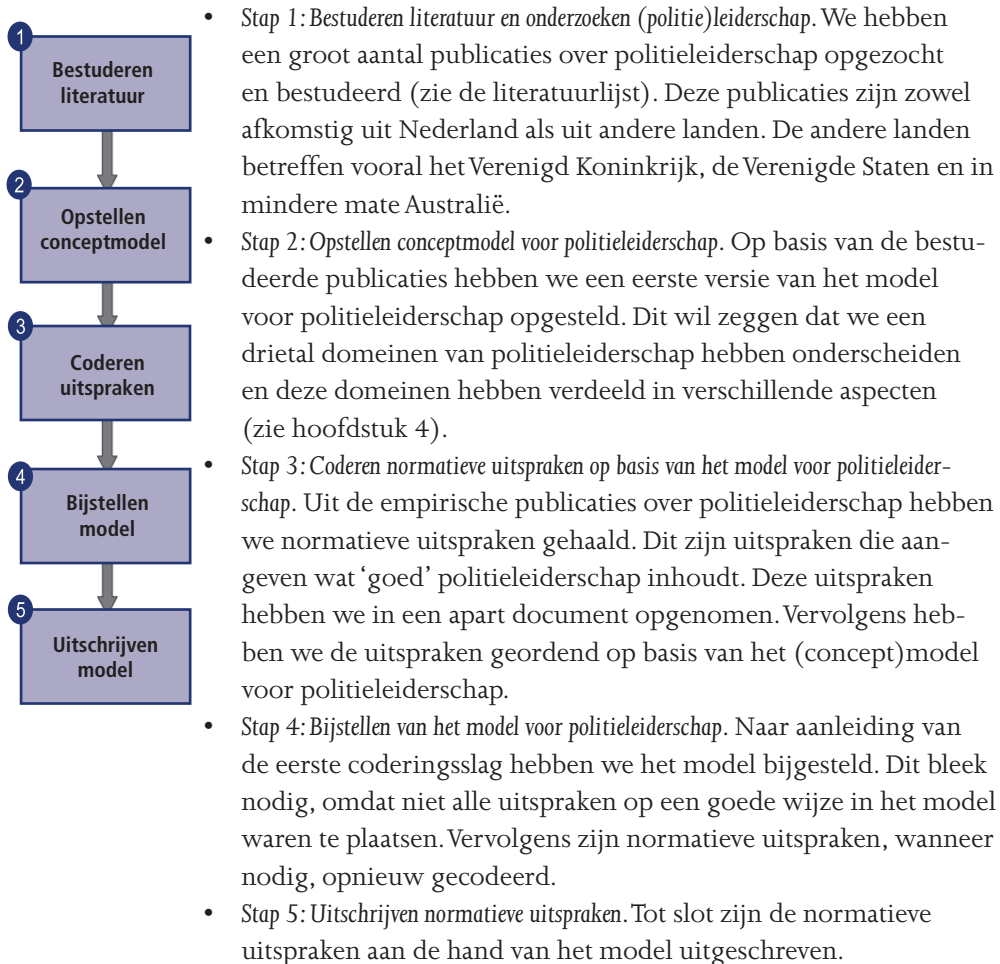 1
Bestuderen
literatuur
2
Opstellen
conceptmodel
3
Coderen
uitspraken
4
Bijstellen
model
5
Uitschrijven
model
• Stap 1: Bestuderen literatuur en onderzoeken (politie)leiderschap. We hebben
een groot aantal publicaties over politieleiderschap opgezocht
en bestudeerd (zie de literatuurlijst). Deze publicaties zijn zowel
afkomstig uit Nederland als uit andere landen. De andere landen
betreffen vooral het Verenigd Koninkrijk, de Verenigde Staten en in
mindere mate Australië.
• Stap 2: Opstellen conceptmodel voor politieleiderschap. Op basis van de bestu-
deerde publicaties hebben we een eerste versie van het model
voor politieleiderschap opgesteld. Dit wil zeggen dat we een
drietal domeinen van politieleiderschap hebben onderscheiden
en deze domeinen hebben verdeeld in verschillende aspecten
(zie hoofdstuk 4).
• Stap 3: Coderen normatieve uitspraken op basis van het model voor politieleider-
schap. Uit de empirische publicaties over politieleiderschap hebben
we normatieve uitspraken gehaald. Dit zijn uitspraken die aan-
geven wat ‘goed’ politieleiderschap inhoudt. Deze uitspraken
hebben we in een apart document opgenomen. Vervolgens heb-
ben we de uitspraken geordend op basis van het (concept)model
voor politieleiderschap.
• Stap 4: Bijstellen van het model voor politieleiderschap. Naar aanleiding van
de eerste coderingsslag hebben we het model bijgesteld. Dit bleek
nodig, omdat niet alle uitspraken op een goede wijze in het model
waren te plaatsen. Vervolgens zijn normatieve uitspraken, wanneer
nodig, opnieuw gecodeerd.
• Stap 5: Uitschrijven normatieve uitspraken. Tot slot zijn de normatieve
uitspraken aan de hand van het model uitgeschreven.